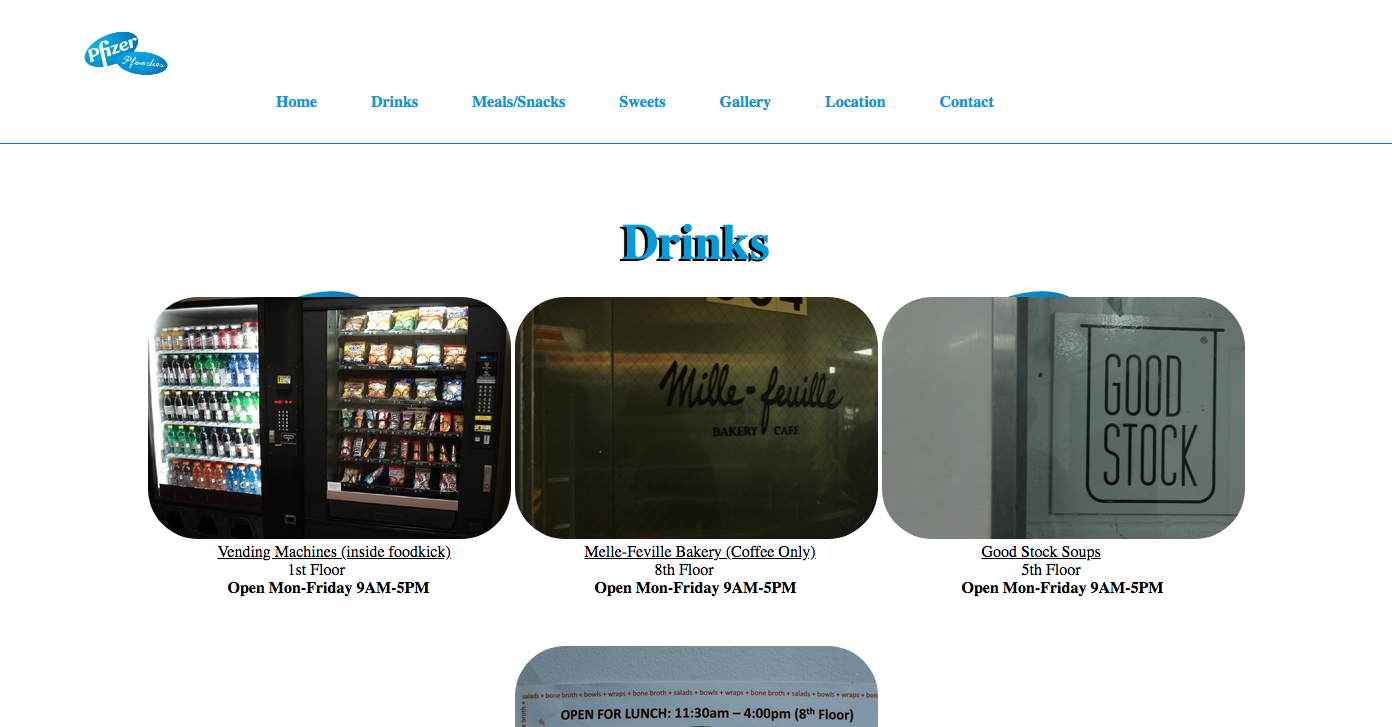 Pfizer
Pfoodies
Home Drinks Meals/Snacks Sweets Gallery Location Contact
Drinks
Mille-feuille
BAKERY CAFE
GOOD
STOCK
®
Vending Machines (inside foodkick)
1st Floor
Open Mon-Friday 9AM-5PM
Melle-Feville Bakery (Coffee Only)
8th Floor
Open Mon-Friday 9AM-5PM
Good Stock Soups
5th Floor
Open Mon-Friday 9AM-5PM
salads + bone broth + bowls + wraps + bone broth + salads + bowls + wraps + bone broth + salads + bowls + wraps + bon
OPEN FOR LUNCH: 11:30am – 4:00pm (8th Floor)